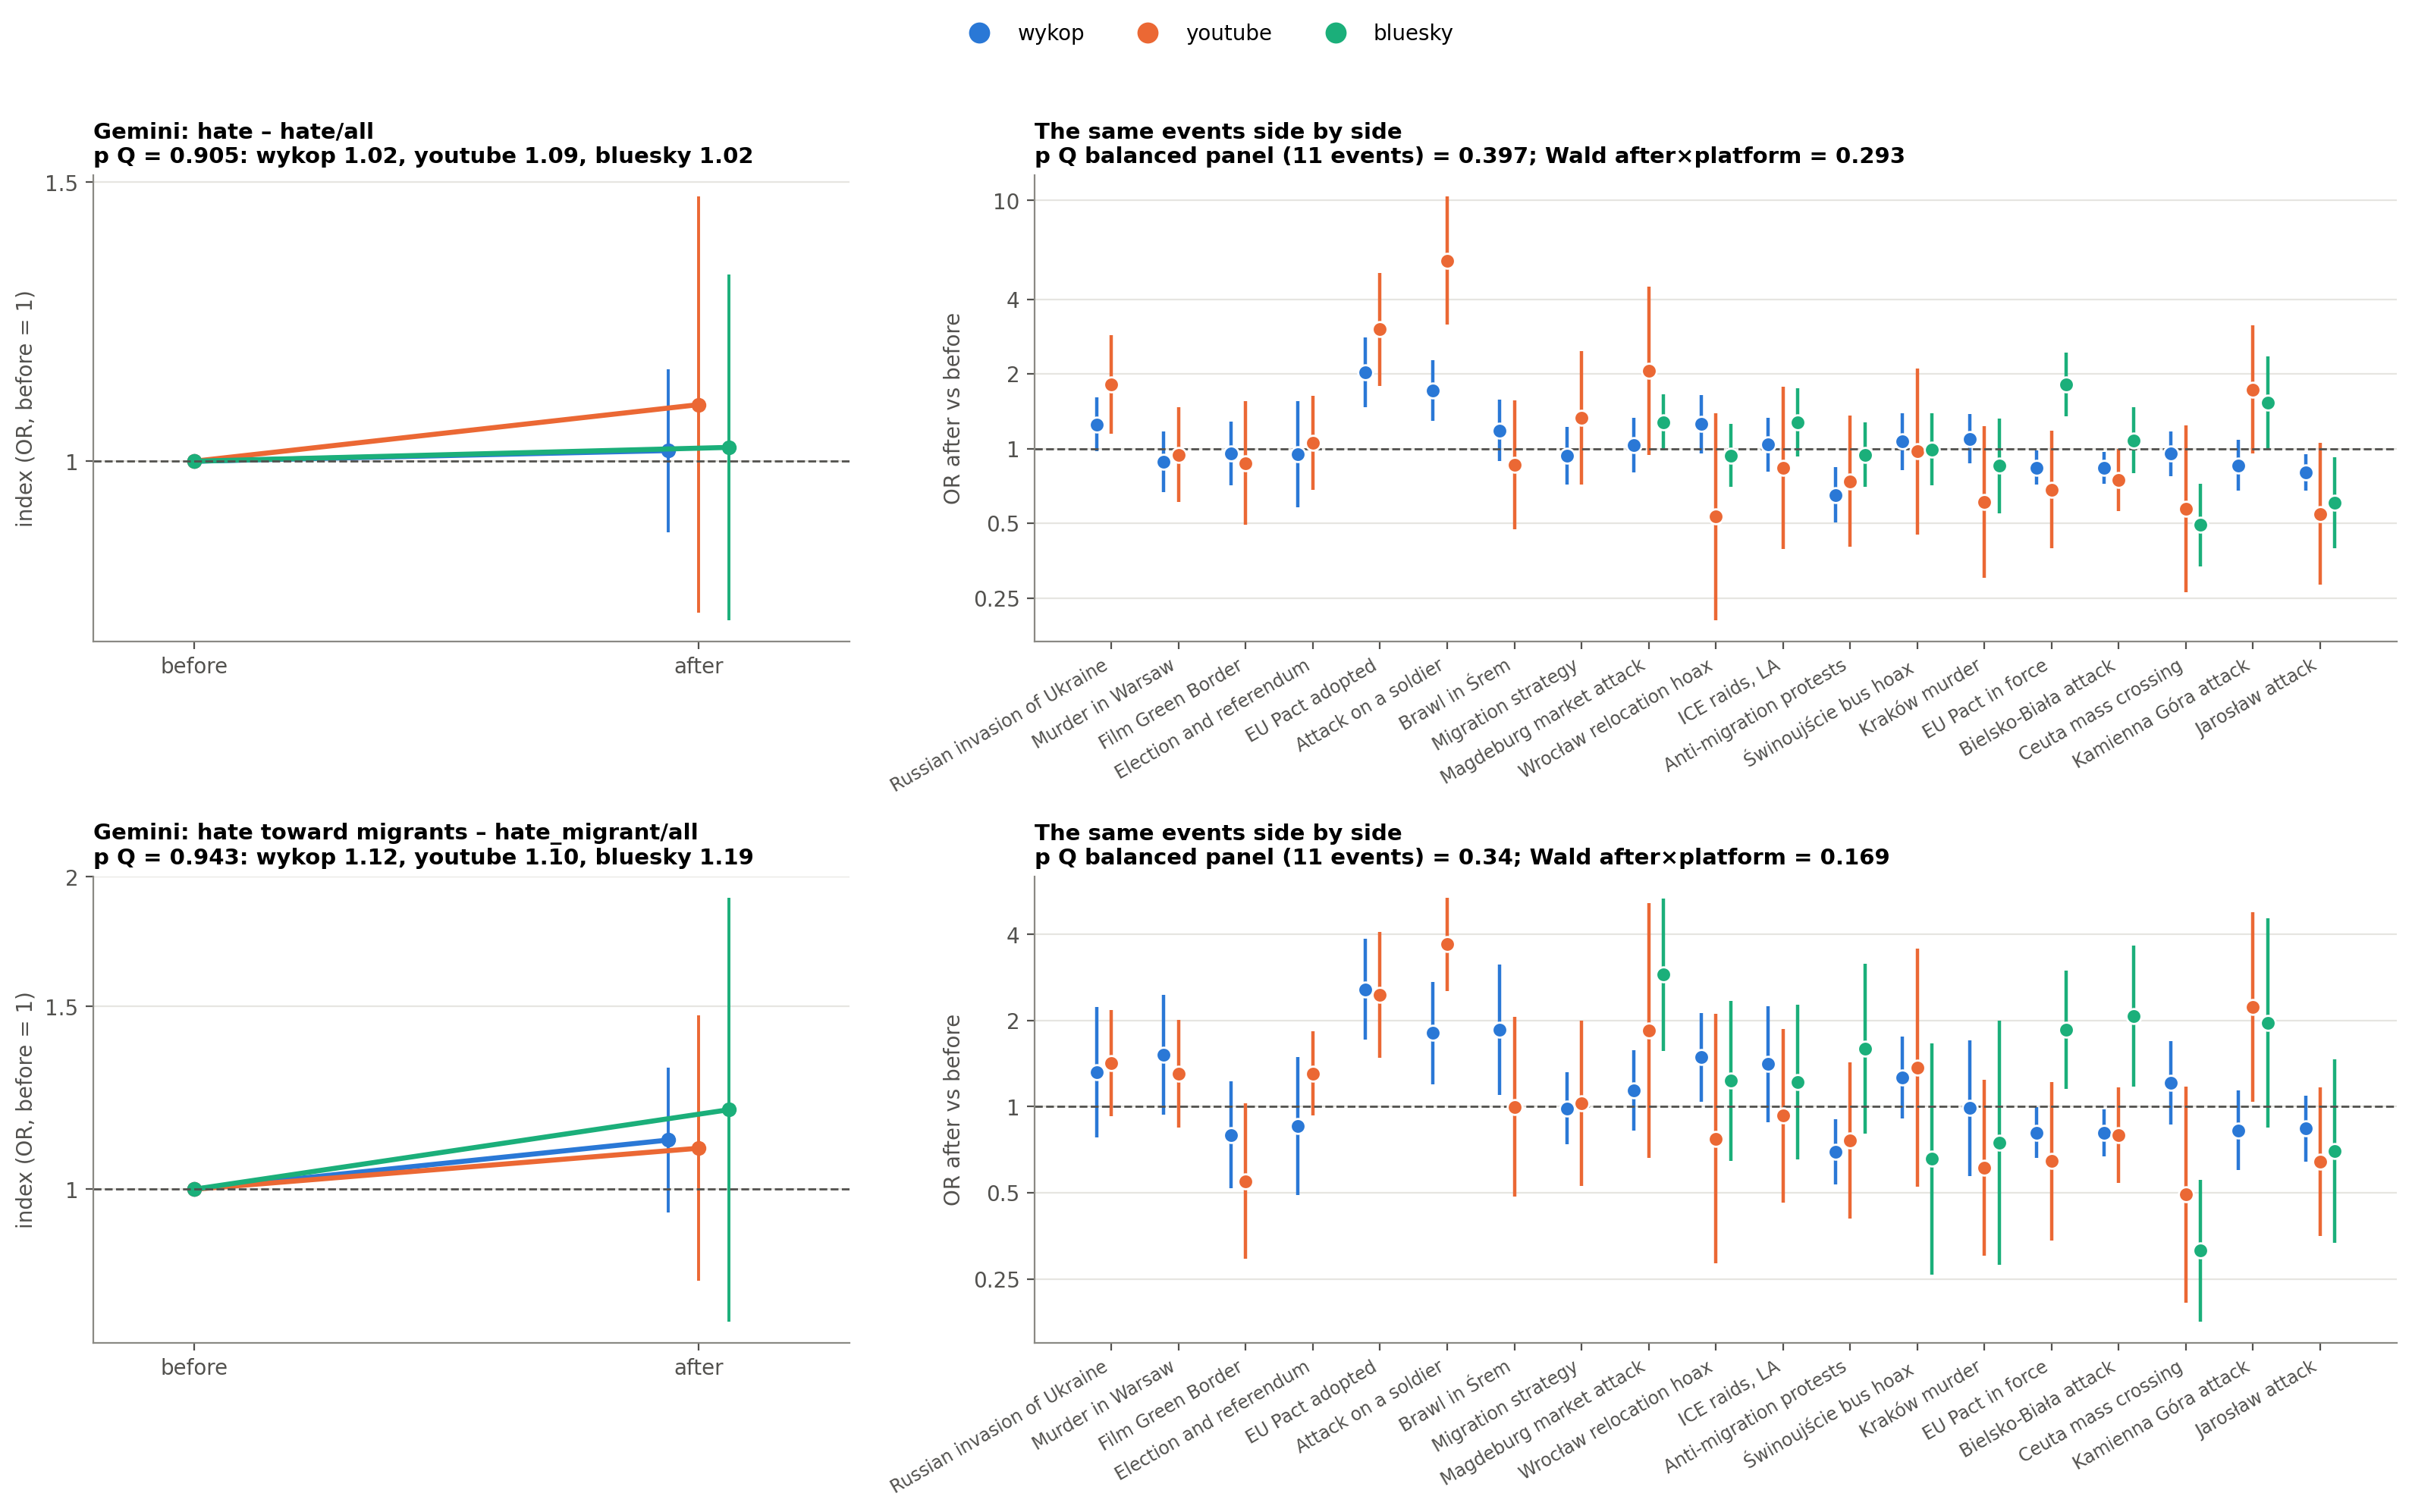 wykop youtube bluesky
Gemini: hate – hate/all
p Q = 0.905: wykop 1.02, youtube 1.09, bluesky 1.02
1.5
1
index (OR, before = 1)
before after
The same events side by side
p Q balanced panel (11 events) = 0.397; Wald after×platform = 0.293
10
4
2
1
0.5
0.25
OR after vs before
Russian invasion of Ukraine
Murder in Warsaw
Film Green Border
Election and referendum
EU Pact adopted
Attack on a soldier
Brawl in Śrem
Migration strategy
Magdeburg market attack
Wrocław relocation hoax
ICE raids, LA
Anti-migration protests
Świnoujście bus hoax
Kraków murder
EU Pact in force
Bielsko-Biała attack
Ceuta mass crossing
Kamienna Góra attack
Jarosław attack
Gemini: hate toward migrants – hate_migrant/all
p Q = 0.943: wykop 1.12, youtube 1.10, bluesky 1.19
2
1.5
1
index (OR, before = 1)
before after
The same events side by side
p Q balanced panel (11 events) = 0.34; Wald after×platform = 0.169
4
2
1
0.5
0.25
OR after vs before
Russian invasion of Ukraine
Murder in Warsaw
Film Green Border
Election and referendum
EU Pact adopted
Attack on a soldier
Brawl in Śrem
Migration strategy
Magdeburg market attack
Wrocław relocation hoax
ICE raids, LA
Anti-migration protests
Świnoujście bus hoax
Kraków murder
EU Pact in force
Bielsko-Biała attack
Ceuta mass crossing
Kamienna Góra attack
Jarosław attack